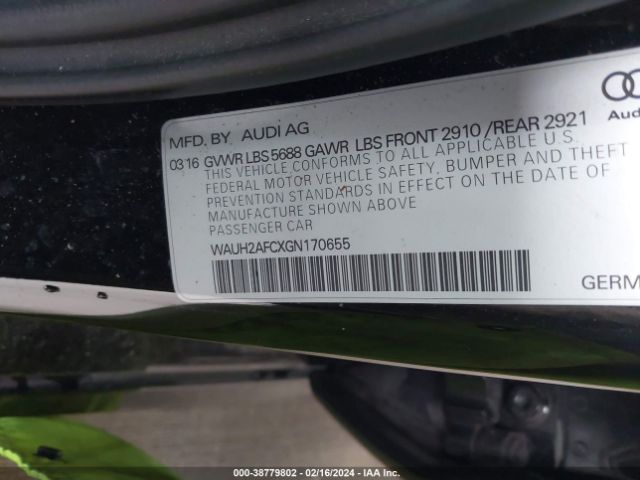 MFD. BY AUDI AG
0316 GVWR LBS 5688 GAWR LBS FRONT 2910 /REAR 2921
THIS VEHICLE CONFORMS TO ALL APPLICABLE U.S.
FEDERAL MOTOR VEHICLE SAFETY, BUMPER AND THEFT
PREVENTION STANDARDS IN EFFECT ON THE DATE OF
MANUFACTURE SHOWN ABOVE
PASSENGER CAR
WAUH2AFCXGN170655
Aud
GERM
000-38779802 - 02/16/2024 - IAA Inc.